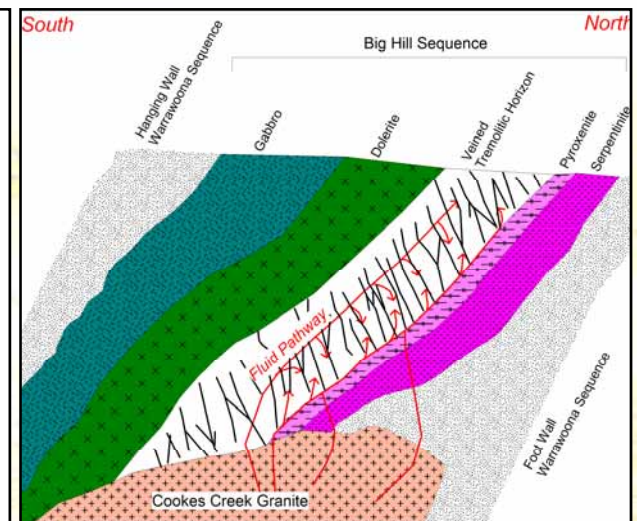 South
North
Big Hill Sequence
Hanging Wall
Warrawoona Sequence
Gabbro
Dolerite
Veined
Tremolitic Horizon
Pyroxenite
Serpentinite
Fluid Pathway
Foot Wall
Warrawoona Sequence
Cookes Creek Granite